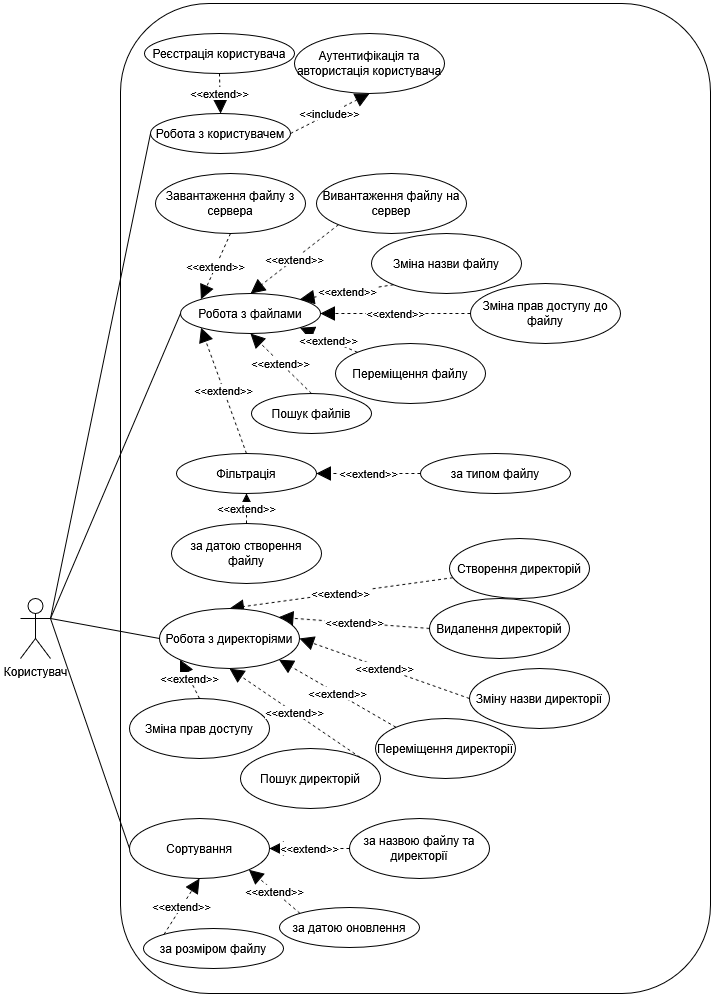 Реєстрація користувача
Аутентифікація та
автористація користувача
<<extend>>
<<include>>
Робота з користувачем
Завантаження файлу з
сервера
Вивантаження файлу на
сервер
<<extend>>
<<extend>>
Зміна назви файлу
<<extend>>
Робота з файлами
<<extend>>
Зміна прав доступу до
файлу
<<extend>>
Переміщення файлу
<<extend>>
<<extend>>
Пошук файлів
Фільтрація
<<extend>>
за типом файлу
<<extend>>
за датою створення
файлу
Створення директорій
<<extend>>
Користувач
Робота з директоріями
<<extend>>
Видалення директорій
<<extend>>
<<extend>>
<<extend>>
Зміну назви директорії
<<extend>>
Зміна прав доступу
Переміщення директорії
Пошук директорій
Сортування
<<extend>>
за назвою файлу та
директорії
<<extend>>
<<extend>>
за датою оновлення
за розміром файлу